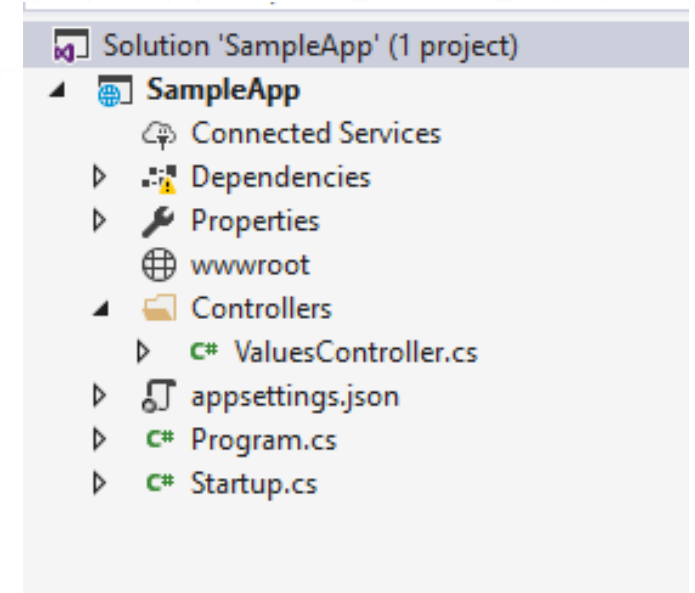 Solution 'SampleApp' (1 project)
SampleApp
Connected Services
Dependencies
Properties
wwwroot
Controllers
C# ValuesController.cs
appsettings.json
C# Program.cs
C# Startup.cs